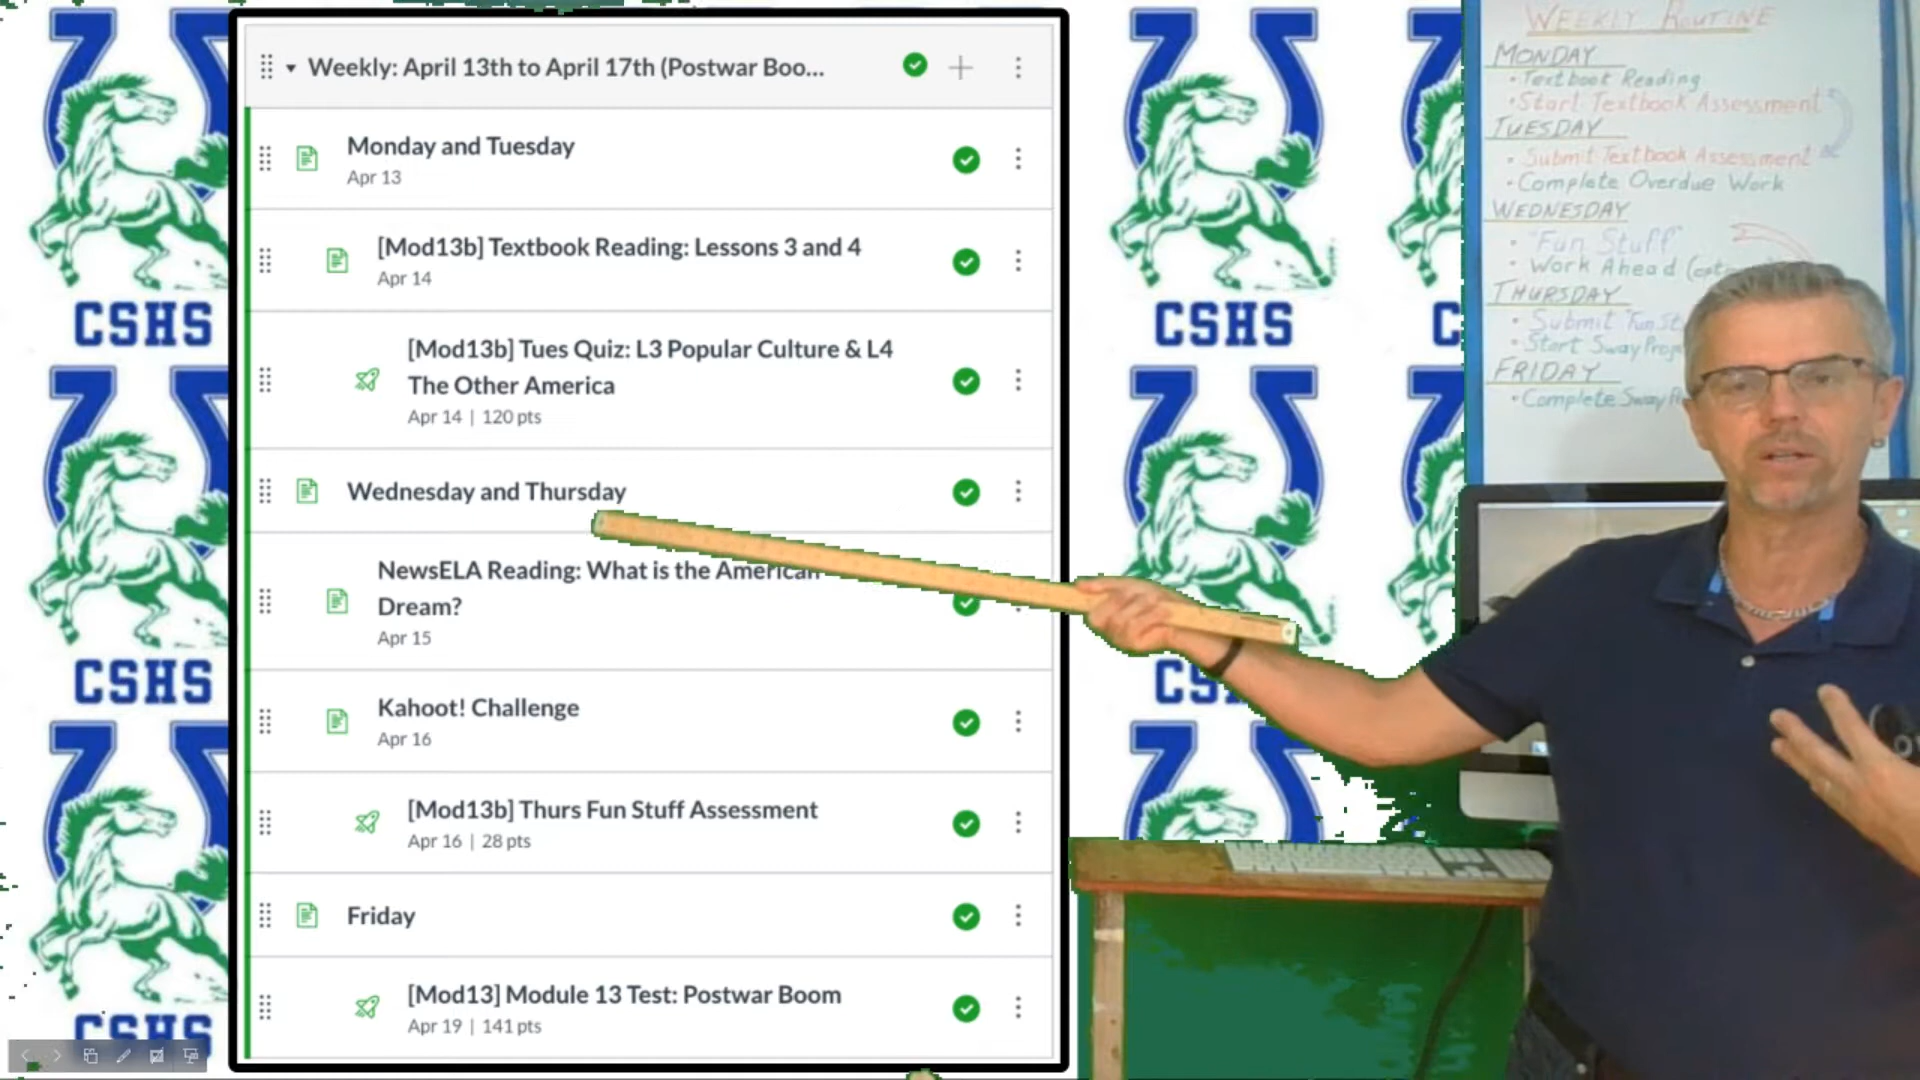 Weekly: April 13th to April 17th (Postwar Boo...
Monday and Tuesday
Apr 13
[Mod13b] Textbook Reading: Lessons 3 and 4
Apr 14
[Mod13b] Tues Quiz: L3 Popular Culture & L4
The Other America
Apr 14 | 120 pts
Wednesday and Thursday
NewsELA Reading: What is the American
Dream?
Apr 15
Kahoot! Challenge
Apr 16
[Mod13b] Thurs Fun Stuff Assessment
Apr 16 | 28 pts
Friday
[Mod13] Module 13 Test: Postwar Boom
Apr 19 | 141 pts
CSHS
CSHS
CSHS
CSHS
WEEKLY ROUTINE
MONDAY
• Textbook Reading
• Start Textbook Assessment
TUESDAY
• Submit Textbook Assessment
• Complete Overdue Work
WEDNESDAY
• "Fun Stuff"
• Work Ahead
THURSDAY
• Submit "Fun
• Start Sway
FRIDAY
• Complete Sway